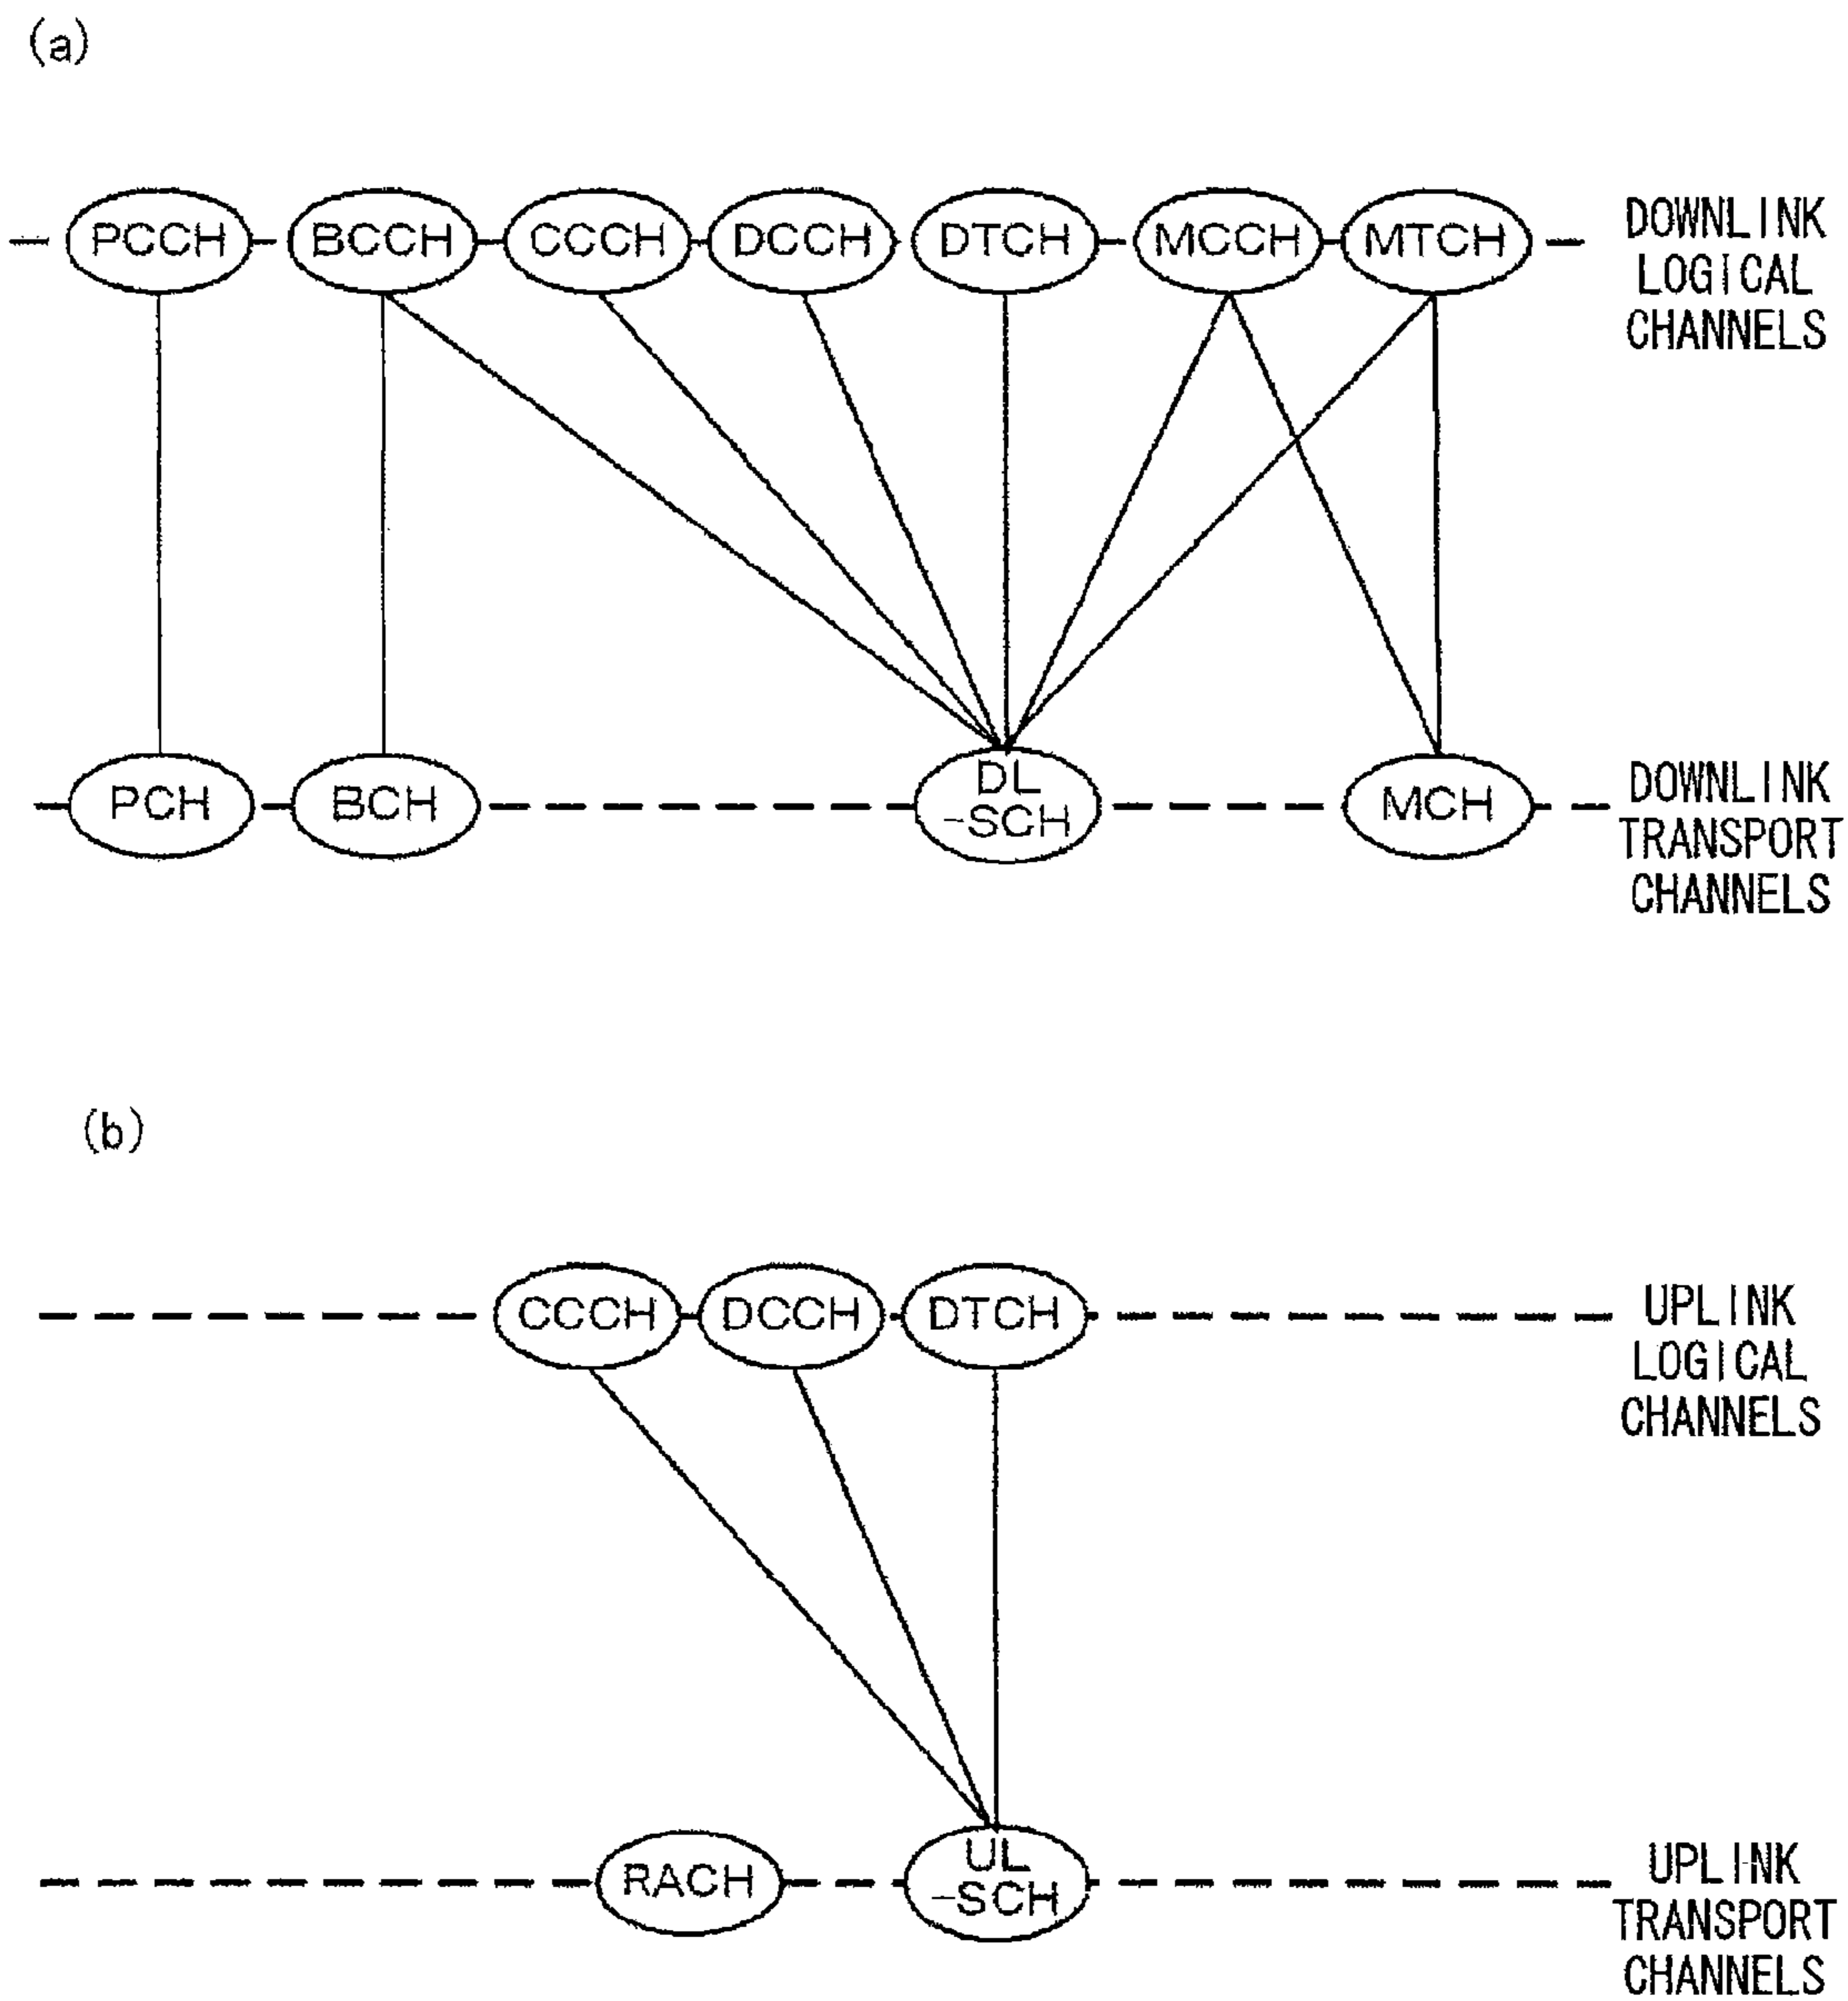 (a)
PCCH
BCCH
CCCH
DCCH
DTCH
MCCH
MTCH
DOWNLINK
LOGICAL
CHANNELS
PCH
BCH
DL
-SCH
MCH
DOWNLINK
TRANSPORT
CHANNELS
(b)
CCCH
DCCH
DTCH
UPLINK
LOGICAL
CHANNELS
RACH
UL
-SCH
UPLINK
TRANSPORT
CHANNELS